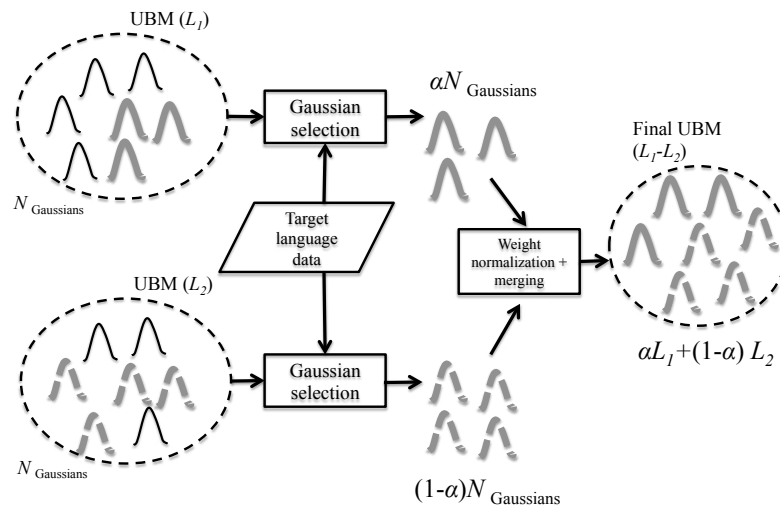 UBM (L₁)
N Gaussians
Gaussian
selection
αN Gaussians
Target
language
data
Final UBM
(L₁-L₂)
Weight
normalization +
merging
αL₁+(1-α) L₂
UBM (L₂)
N Gaussians
Gaussian
selection
(1-α)N Gaussians